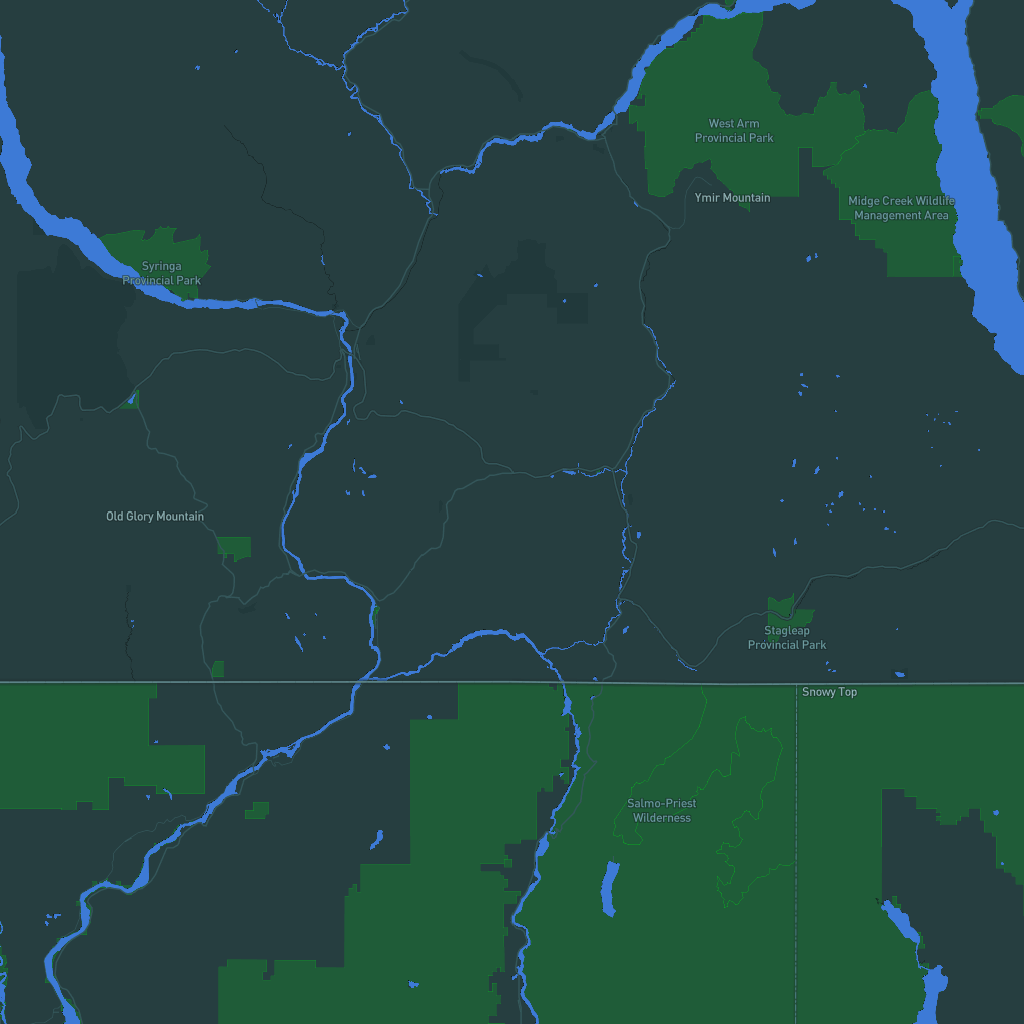 West Arm
Provincial Park
Ymir Mountain
Midge Creek Wildlife
Management Area
Syringa
Provincial Park
Old Glory Mountain
Stagleap
Provincial Park
Snowy Top
Salmo-Priest
Wilderness